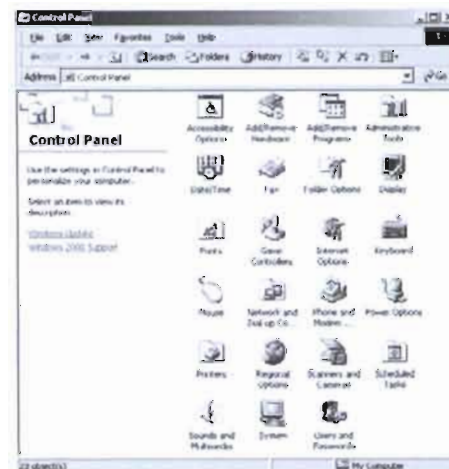 Control Panel
File Edit View Favorites Tools Help
Search Folders History
Address Control Panel Go
Control Panel
Use the settings in Control Panel to
personalize your computer.
Select an item to view its
description.
Windows Update
Windows 2000 Support
Accessibility
Options
Add/Remove
Hardware
Add/Remove
Programs
Administrative
Tools
Date/Time
Fax
Folder Options
Display
Fonts
Game
Controllers
Internet
Options
Keyboard
Mouse
Network and
Dial-up Co...
Phone and
Modem ...
Power Options
Printers
Regional
Options
Scanners and
Cameras
Scheduled
Tasks
Sounds and
Multimedia
System
Users and
Passwords
object(s)
My Computer